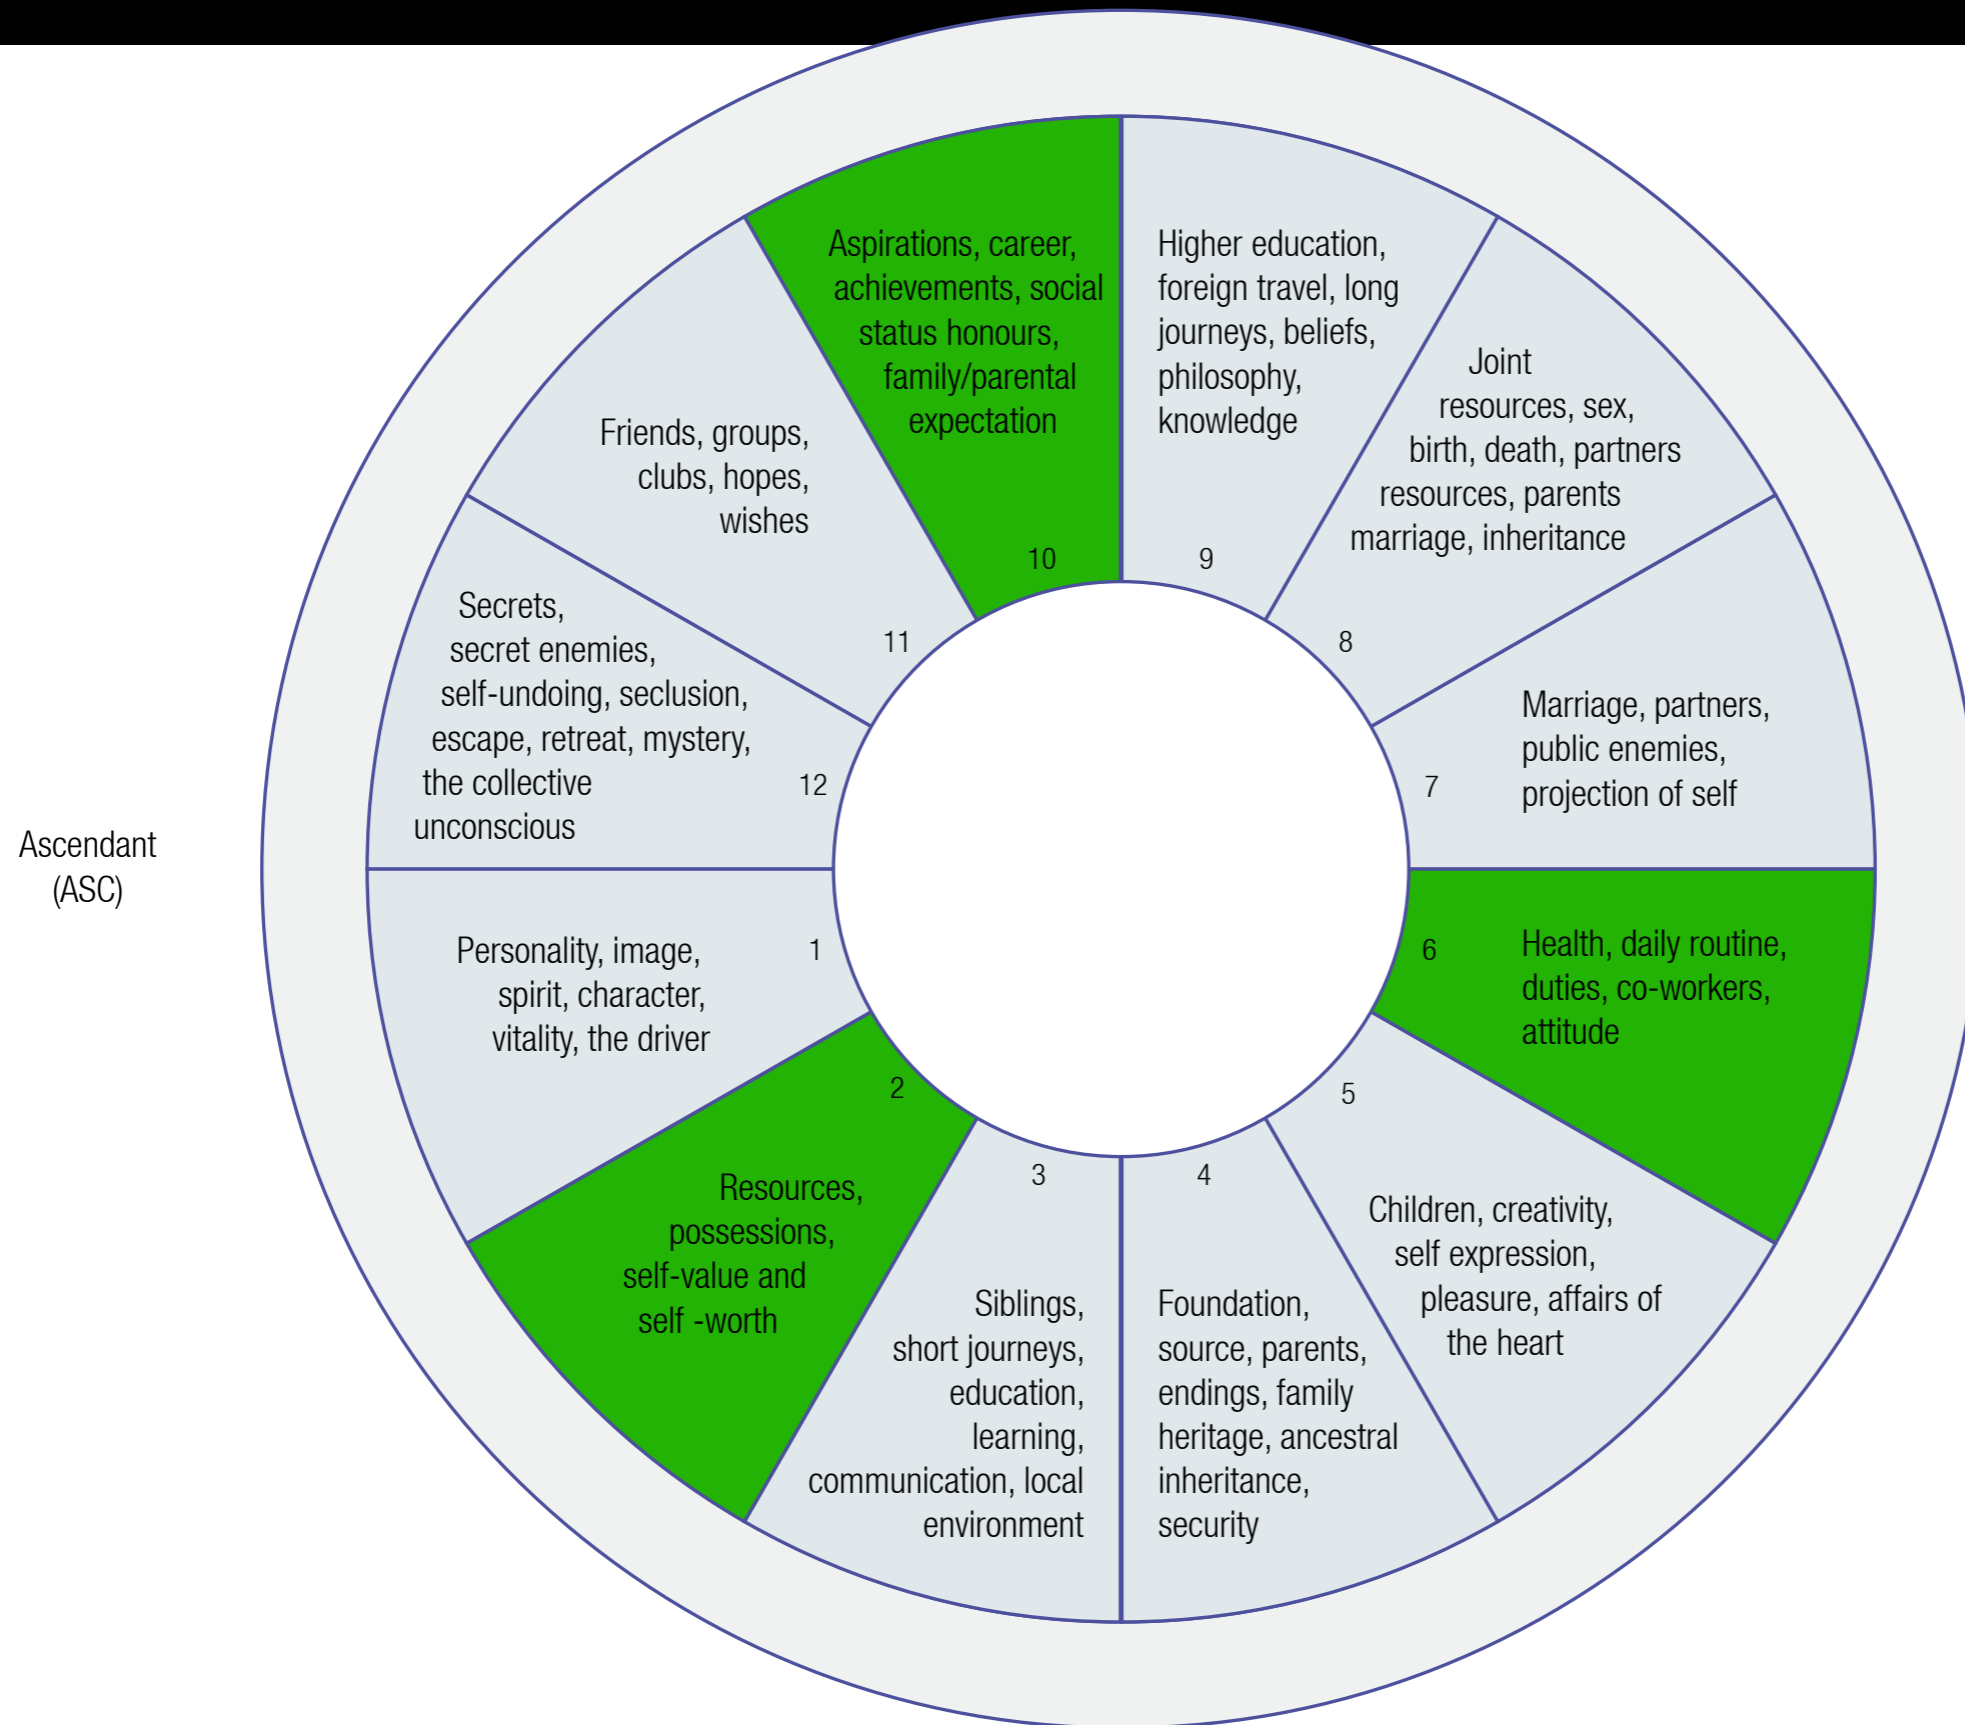 Aspirations, career,
achievements, social
status honours,
family/parental
expectation
10
Higher education,
foreign travel, long
journeys, beliefs,
philosophy,
knowledge
9
Joint
resources, sex,
birth, death, partners
resources, parents
marriage, inheritance
8
Friends, groups,
clubs, hopes,
wishes
11
Secrets,
secret enemies,
self-undoing, seclusion,
escape, retreat, mystery,
the collective
unconscious
12
Marriage, partners,
public enemies,
projection of self
7
Ascendant
(ASC)
Personality, image,
spirit, character,
vitality, the driver
1
6
Health, daily routine,
duties, co-workers,
attitude
2
Resources,
possessions,
self-value and
self -worth
3
Siblings,
short journeys,
education,
learning,
communication, local
environment
4
Foundation,
source, parents,
endings, family
heritage, ancestral
inheritance,
security
5
Children, creativity,
self expression,
pleasure, affairs of
the heart